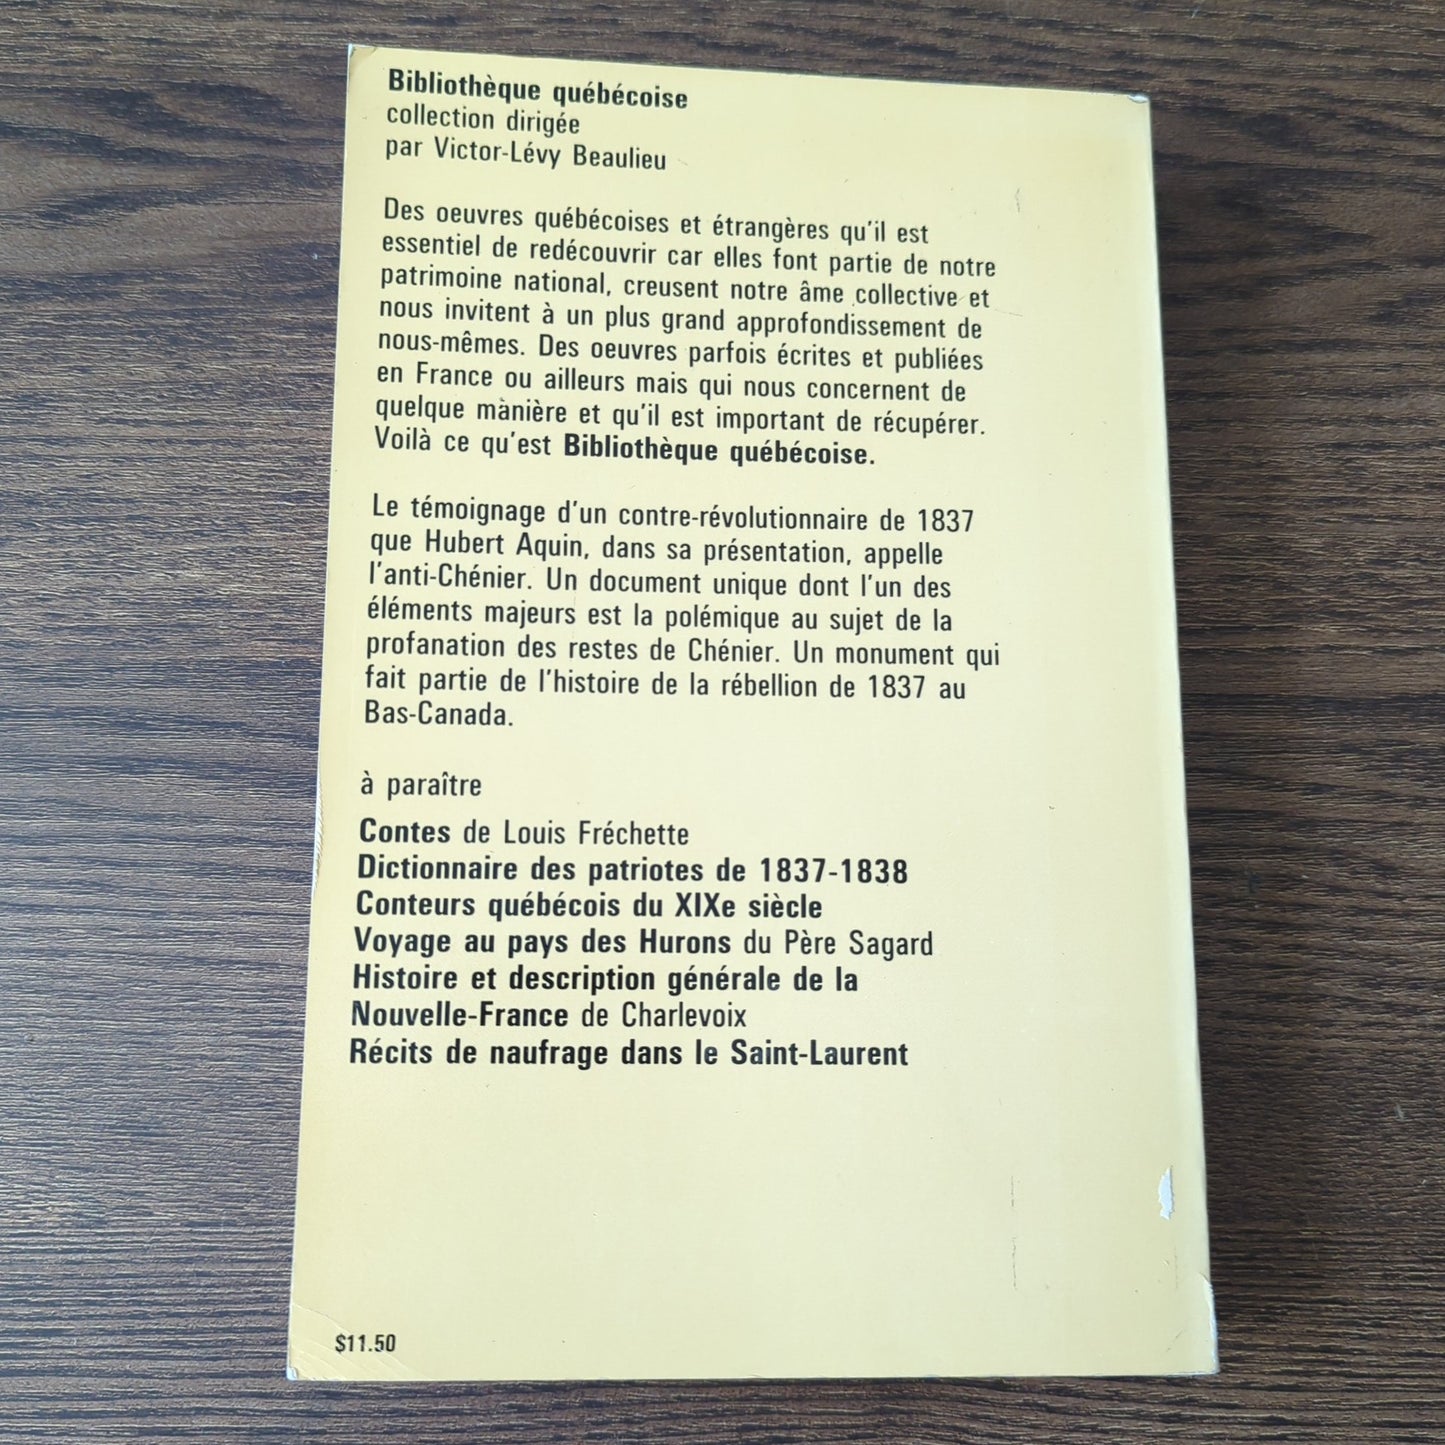 Bibliothèque québécoise
collection dirigée
par Victor-Lévy Beaulieu
Des oeuvres québécoises et étrangères qu'il est
essentiel de redécouvrir car elles font partie de notre
patrimoine national, creusent notre âme collective et
nous invitent à un plus grand approfondissement de
nous-mêmes. Des oeuvres parfois écrites et publiées
en France ou ailleurs mais qui nous concernent de
quelque manière et qu'il est important de récupérer.
Voilà ce qu'est Bibliothèque québécoise.
Le témoignage d'un contre-révolutionnaire de 1837
que Hubert Aquin, dans sa présentation, appelle
l'anti-Chénier. Un document unique dont l'un des
éléments majeurs est la polémique au sujet de la
profanation des restes de Chénier. Un monument qui
fait partie de l'histoire de la rébellion de 1837 au
Bas-Canada.
à paraître
Contes de Louis Fréchette
Dictionnaire des patriotes de 1837-1838
Conteurs québécois du XIXe siècle
Voyage au pays des Hurons du Père Sagard
Histoire et description générale de la
Nouvelle-France de Charlevoix
Récits de naufrage dans le Saint-Laurent
$11.50